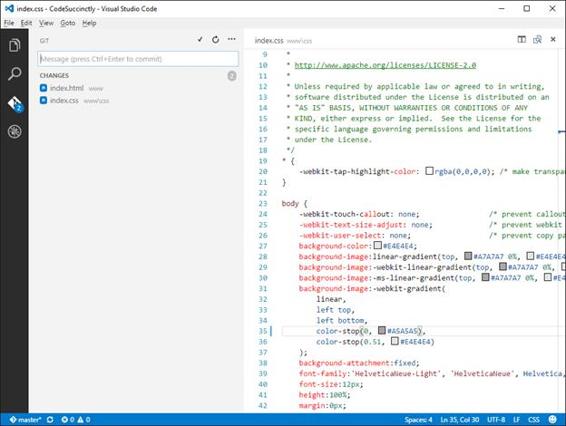 index.css - CodeSuccinctly - Visual Studio Code
File Edit View Goto Help
GIT
Message (press Ctrl+Enter to commit)
CHANGES 2
index.html www
index.css www\css
2
index.css www\css
9 *
10 * http://www.apache.org/licenses/LICENSE-2.0
11 *
12 * Unless required by applicable law or agreed to in writing,
13 * software distributed under the License is distributed on an
14 * "AS IS" BASIS, WITHOUT WARRANTIES OR CONDITIONS OF ANY
15 * KIND, either express or implied. See the License for the
16 * specific language governing permissions and limitations
17 * under the License.
18 */
19 * {
20 -webkit-tap-highlight-color: rgba(0,0,0,0); /* make transpa
21 }
22
23 body {
24 -webkit-touch-callout: none; /* prevent callout
25 -webkit-text-size-adjust: none; /* prevent webkit
26 -webkit-user-select: none; /* prevent copy pa
27 background-color:#E4E4E4;
28 background-image:linear-gradient(top, #A7A7A7 0%, #E4E4
29 background-image:-webkit-linear-gradient(top, #A7A7A7 0%,
30 background-image:-ms-linear-gradient(top, #A7A7A7 0%,
31 background-image:-webkit-gradient(
32 linear,
33 left top,
34 left bottom,
35 color-stop(0, #A5A5A5),
36 color-stop(0.51, #E4E4E4)
37 );
38 background-attachment:fixed;
39 font-family:'HelveticaNeue-Light', 'HelveticaNeue', Helvetica,
40 font-size:12px;
41 height:100%;
42 margin:0px;
master* 0 0 Spaces: 4 Ln 35, Col 30 UTF-8 LF CSS